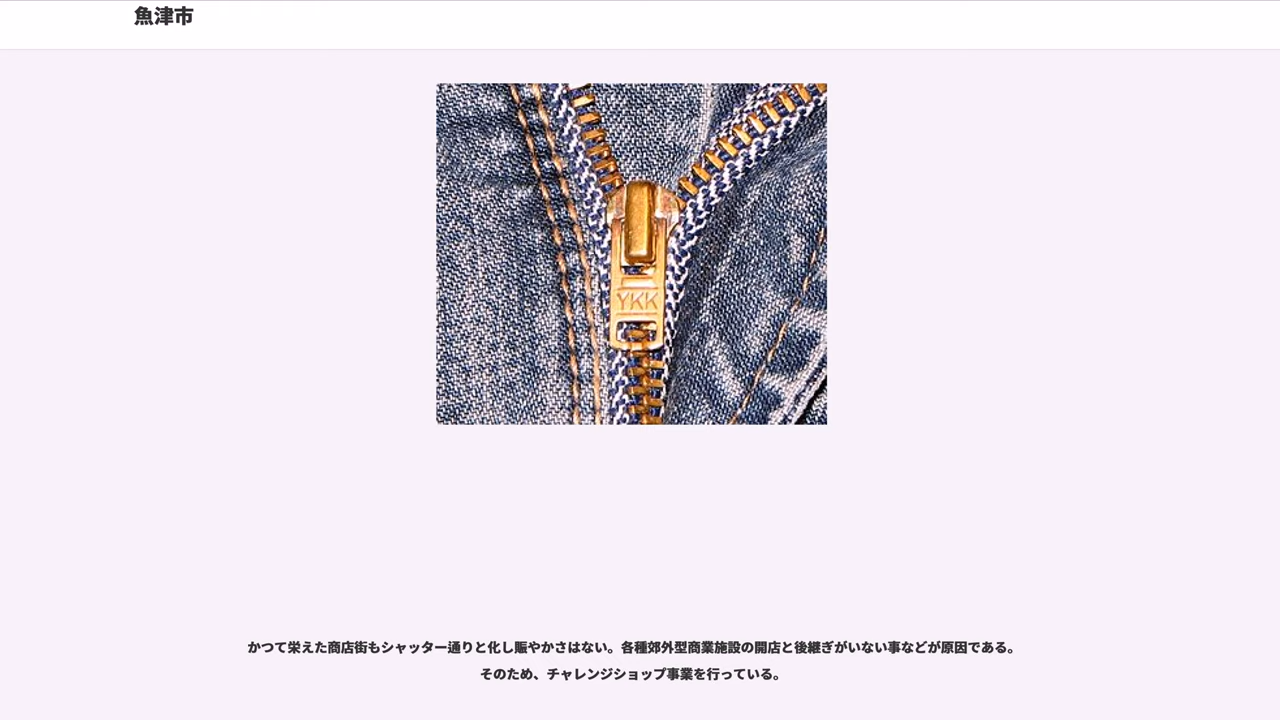 魚津市
YKK
かつて栄えた商店街もシャッター通りと化し賑やかさはない。各種郊外型商業施設の開店と後継ぎがいない事などが原因である。
そのため、チャレンジショップ事業を行っている。